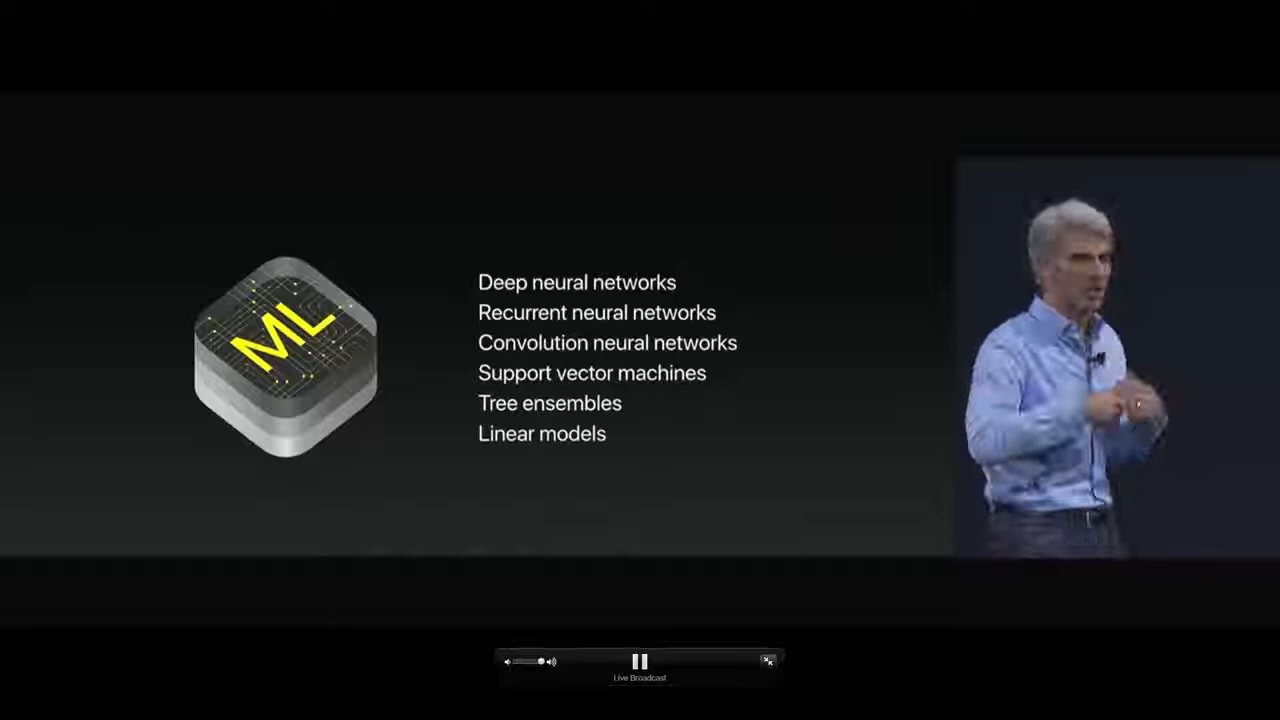 ML
Deep neural networks
Recurrent neural networks
Convolution neural networks
Support vector machines
Tree ensembles
Linear models
Live Broadcast